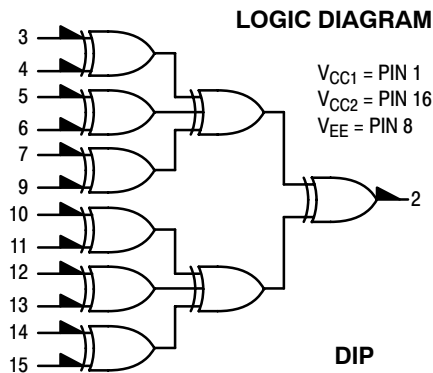 LOGIC DIAGRAM
VCC1 = PIN 1
VCC2 = PIN 16
VEE = PIN 8
3
4
5
6
7
9
10
11
12
13
14
15
2
DIP